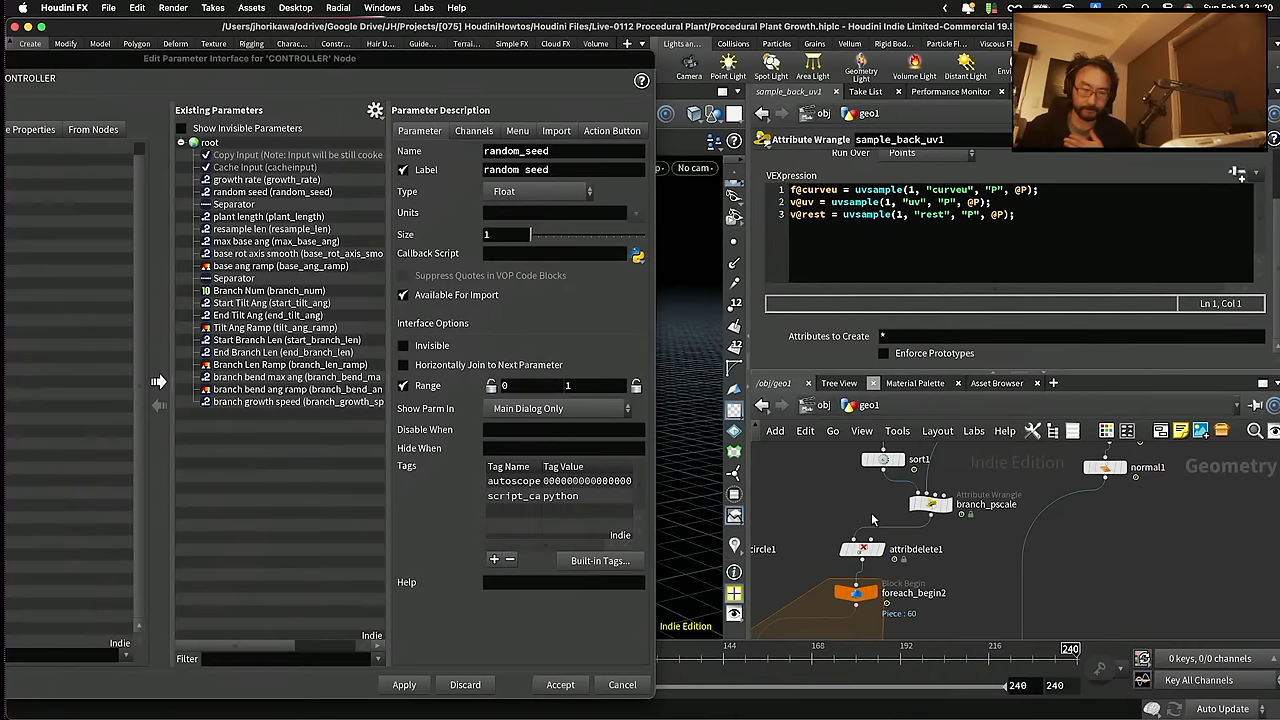 Houdini FX File Edit Render Takes Assets Desktop Radial Windows Labs Help
/Users/jhorikawa/odrive/Google Drive/JH/Projects/[075] HoudiniHowtos/Houdini Files/Live-0112 Procedural Plant/Procedural Plant Growth.hiplc - Houdini Indie Limited-Commercial 19.
Create Modify Model Polygon Deform Texture Rigging Charac... Constr... Hair U... Guide... Terrai... Simple FX Cloud FX Volume
Lights an... Collisions Particles Grains Vellum Rigid Bod... Particle Fl... Viscous F
Camera Point Light Spot Light Area Light Geometry Light Volume Light Distant Light
Edit Parameter Interface for 'CONTROLLER' Node
CONTROLLER
e Properties From Nodes
Existing Parameters
Show Invisible Parameters
root
Copy Input (Note: Input will be still cooke
Cache Input (cacheinput)
growth rate (growth_rate)
random seed (random_seed)
Separator
plant length (plant_length)
resample len (resample_len)
max base ang (max_base_ang)
base rot axis smooth (base_rot_axis_smo
base ang ramp (base_ang_ramp)
Separator
Branch Num (branch_num)
Start Tilt Ang (start_tilt_ang)
End Tilt Ang (end_tilt_ang)
Tilt Ang Ramp (tilt_ang_ramp)
Start Branch Len (start_branch_len)
End Branch Len (end_branch_len)
Branch Len Ramp (branch_len_ramp)
branch bend max ang (branch_bend_ma
branch bend ang ramp (branch_bend_an
branch growth speed (branch_growth_sp
Indie
Indie
Filter
Parameter Description
Parameter Channels Menu Import Action Button
Name random_seed
Label random seed
Type Float
Units
Size 1
Callback Script
Suppress Quotes in VOP Code Blocks
Available For Import
Interface Options
Invisible
Horizontally Join to Next Parameter
Range 0 1
Show Parm In Main Dialog Only
Disable When
Hide When
Tags
Tag Name Tag Value
autoscope 000000000000000
script_ca python
Indie
Built-in Tags...
Help
Apply Discard Accept Cancel
No cam
Indie Edition
sample_back_uv1 Take List Performance Monitor
obj geo1
Attribute Wrangle sample_back_uv1
Run Over Points
VEXpression
1 f@curveu = uvsample(1, "curveu", "P", @P);
2 v@uv = uvsample(1, "uv", "P", @P);
3 v@rest = uvsample(1, "rest", "P", @P);
Ln 1, Col 1
Attributes to Create *
Enforce Prototypes
/obj/geo1 Tree View Material Palette Asset Browser
obj geo1
Add Edit Go View Tools Layout Labs Help
Indie Edition
Geometry
sort1
normal1
Attribute Wrangle
branch_pscale
circle1
attribdelete1
Block Begin
foreach_begin2
Piece : 60
144 168 192 216 240
240 240
0 keys, 0/0 channels
Key All Channels
Auto Update